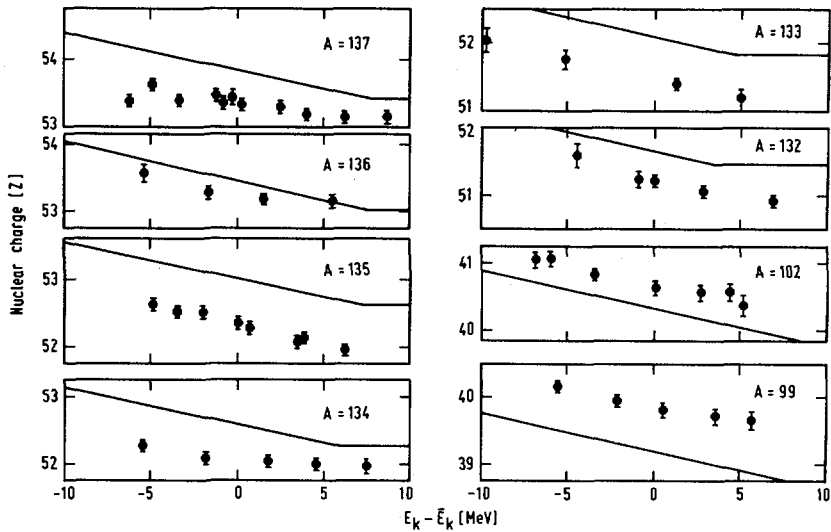 54
53
A = 137
54
53
A = 136
53
52
A = 135
53
52
A = 134
-10
-5
0
5
10
Nuclear charge [Z]
52
51
A = 133
52
51
A = 132
41
40
A = 102
40
39
A = 99
-10
-5
0
5
10
E_k - Ē_k [MeV]